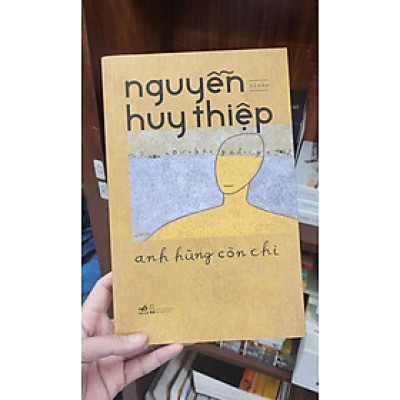 nguyễn
huy thiệp
anh hùng còn chi